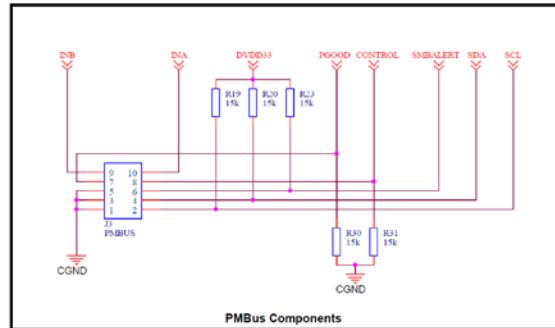 INB INA DVDD33 PGOOD CONTROL SMBALERT SDA SCL
R19 R20 R23
15k 15k 15k
9 10
7 8
5 6
3 4
1 2
J3
PMBUS
R30 R31
15k 15k
CGND
CGND
PMBus Components